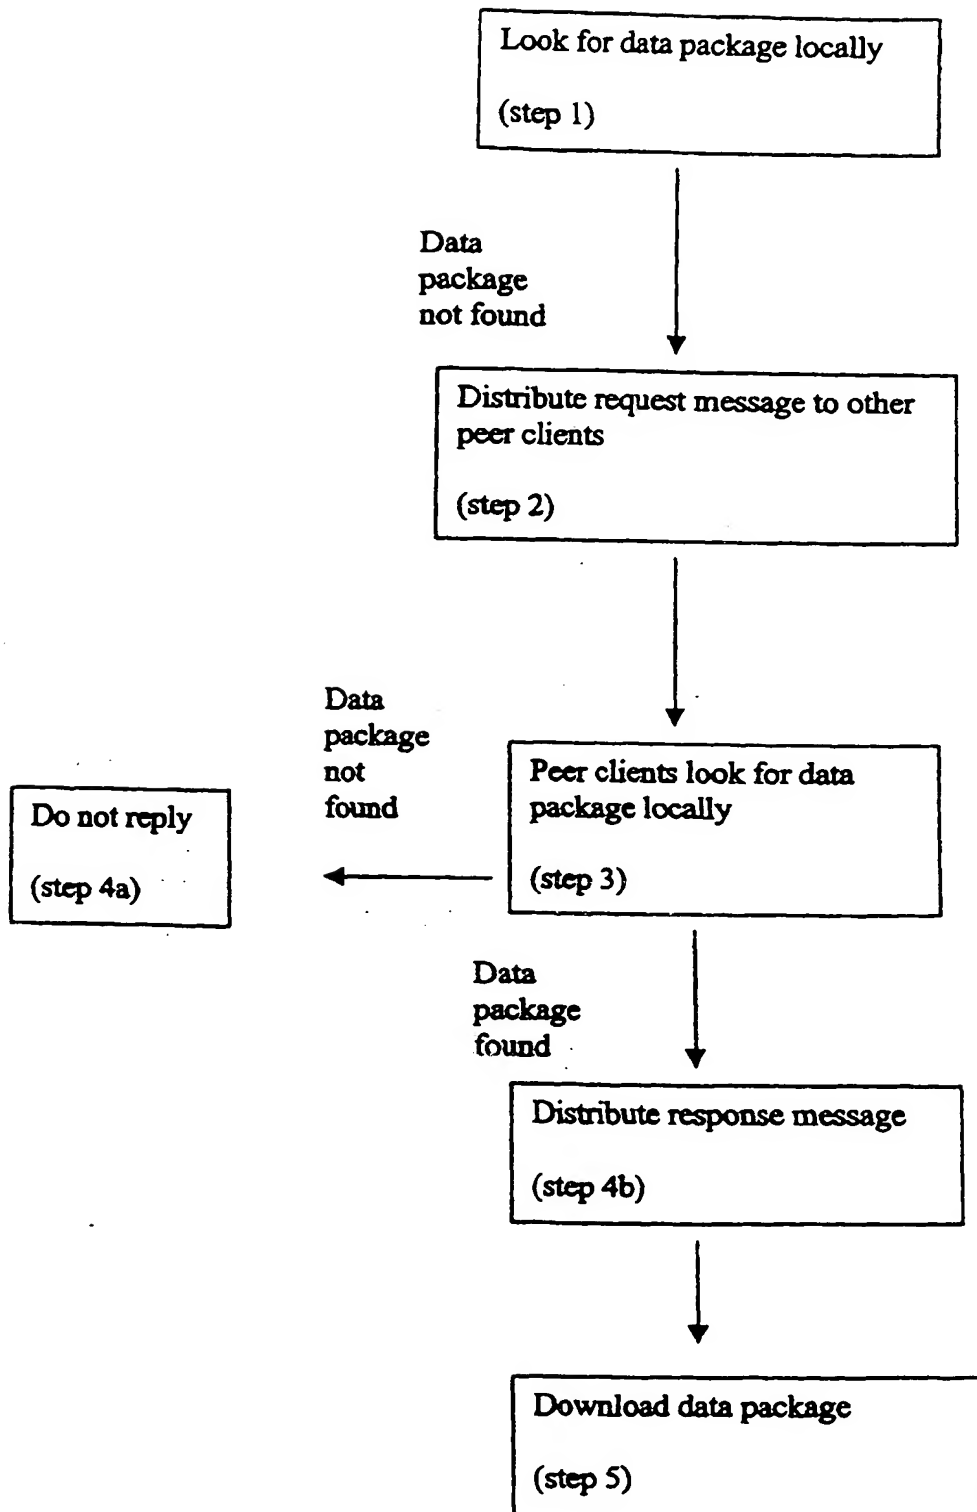 Look for data package locally
(step 1)
Data
package
not found
Distribute request message to other
peer clients
(step 2)
Data
package
not
found
Peer clients look for data
package locally
(step 3)
Do not reply
(step 4a)
Data
package
found
Distribute response message
(step 4b)
Download data package
(step 5)